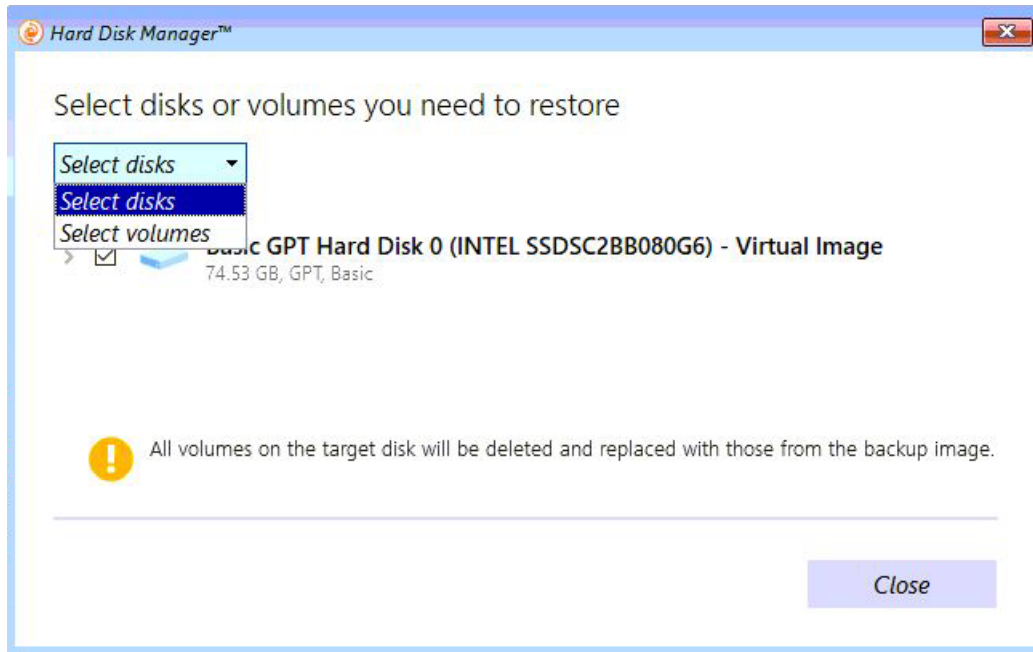 Hard Disk Manager™
Select disks or volumes you need to restore
Select disks
Select disks
Select volumes
Basic GPT Hard Disk 0 (INTEL SSDSC2BB080G6) - Virtual Image
74.53 GB, GPT, Basic
All volumes on the target disk will be deleted and replaced with those from the backup image.
Close